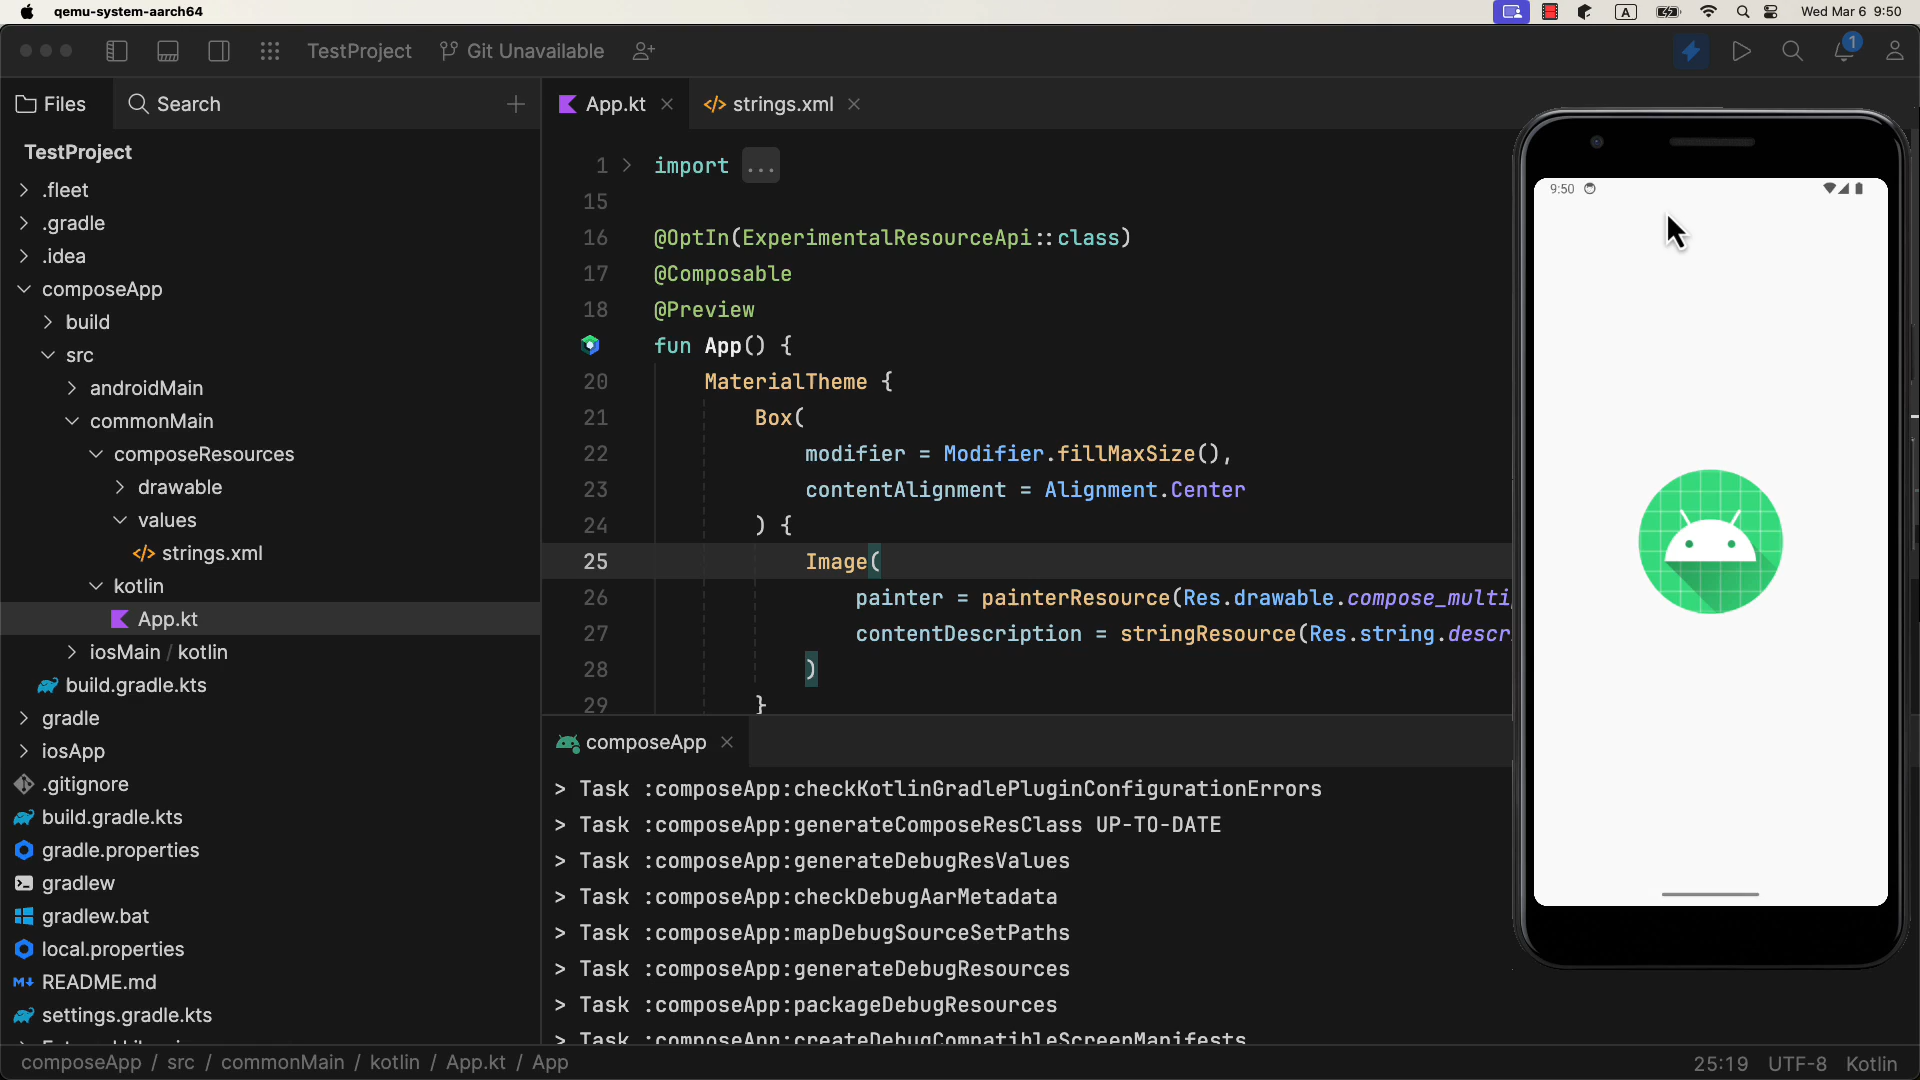 qemu-system-aarch64
A
Wed Mar 6 9:50
TestProject
Git Unavailable
1
Files
Search
App.kt
strings.xml
TestProject
.fleet
.gradle
.idea
composeApp
build
src
androidMain
commonMain
composeResources
drawable
values
strings.xml
kotlin
App.kt
iosMain / kotlin
build.gradle.kts
gradle
iosApp
.gitignore
build.gradle.kts
gradle.properties
gradlew
gradlew.bat
local.properties
README.md
settings.gradle.kts
1 import ...
15
16 @OptIn(ExperimentalResourceApi::class)
17 @Composable
18 @Preview
fun App() {
20 MaterialTheme {
21 Box(
22 modifier = Modifier.fillMaxSize(),
23 contentAlignment = Alignment.Center
24 ) {
25 Image(
26 painter = painterResource(Res.drawable.compose_multi
27 contentDescription = stringResource(Res.string.descr
28 )
29 }
composeApp
> Task :composeApp:checkKotlinGradlePluginConfigurationErrors
> Task :composeApp:generateComposeResClass UP-TO-DATE
> Task :composeApp:generateDebugResValues
> Task :composeApp:checkDebugAarMetadata
> Task :composeApp:mapDebugSourceSetPaths
> Task :composeApp:generateDebugResources
> Task :composeApp:packageDebugResources
> Task :composeApp:createDebugCompatibleScreenManifests
9:50
composeApp / src / commonMain / kotlin / App.kt / App
25:19 UTF-8 Kotlin